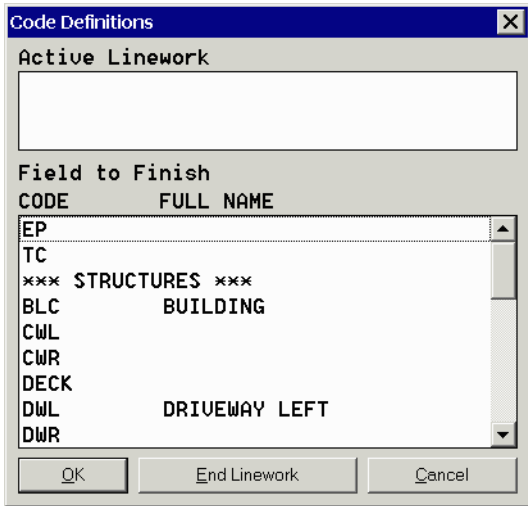 Code Definitions
Active Linework
Field to Finish
CODE FULL NAME
EP
TC
*** STRUCTURES ***
BLC BUILDING
CWL
CWR
DECK
DWL DRIVEWAY LEFT
DWR
OK End Linework Cancel